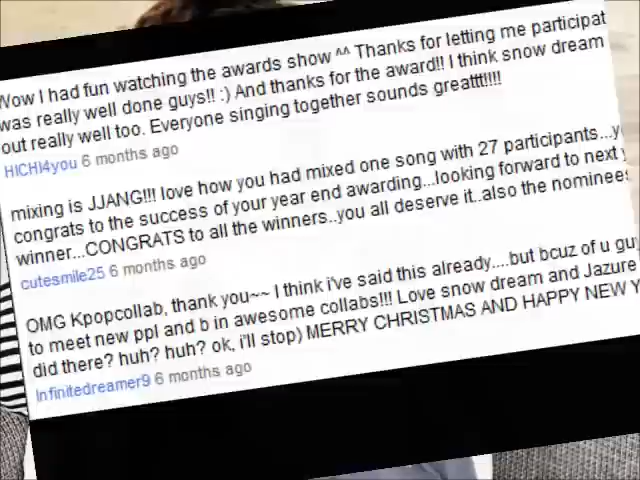 Wow I had fun watching the awards show ^^ Thanks for letting me participat
was really well done guys!! :) And thanks for the award!! I think snow dream
out really well too. Everyone singing together sounds greattt!!!!
HICHI4you 6 months ago
mixing is JJANG!!! love how you had mixed one song with 27 participants...y
congrats to the success of your year end awarding...looking forward to next y
winner...CONGRATS to all the winners..you all deserve it..also the nominees
cutesmile25 6 months ago
OMG Kpopcollab, thank you~~ I think i've said this already....but bcuz of u guy
to meet new ppl and b in awesome collabs!!! Love snow dream and Jazure
did there? huh? huh? ok, i'll stop) MERRY CHRISTMAS AND HAPPY NEW Y
Infinitedreamer9 6 months ago